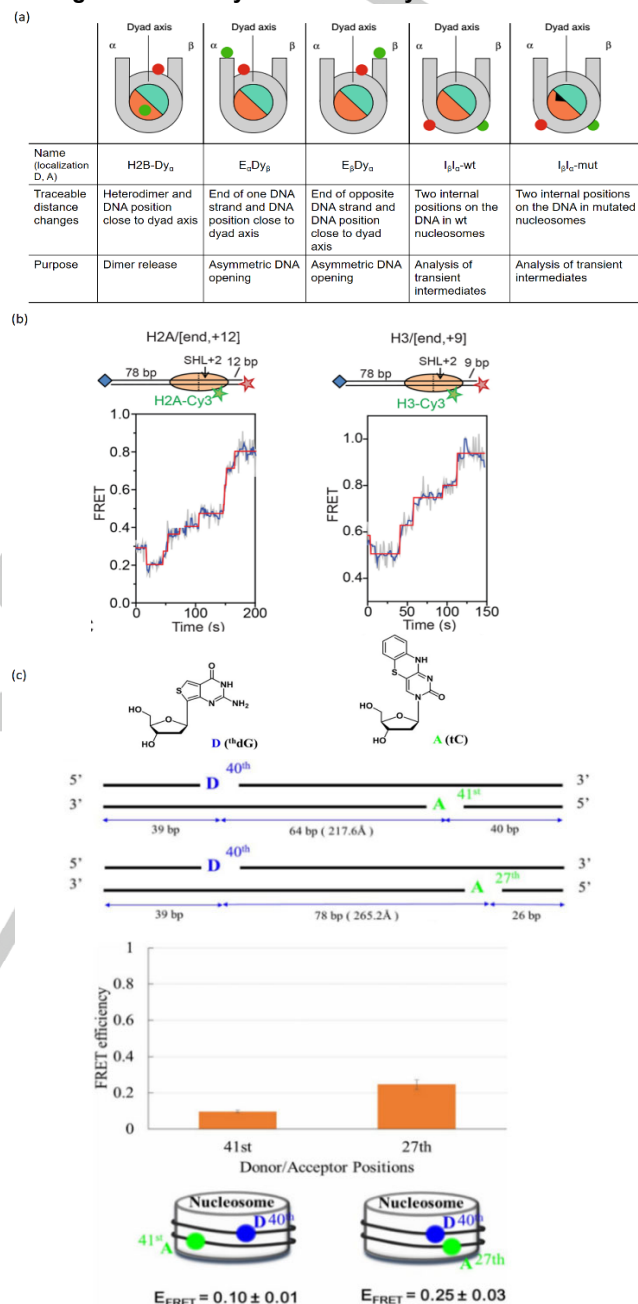 (a)
Dyad axis
Dyad axis
Dyad axis
Dyad axis
Dyad axis
α β
α β
α β
α β
α β
Name
(localization
D, A)
H2B-Dyα
EαDyβ
EβDyα
IβIα-wt
IβIα-mut
Traceable
distance
changes
Heterodimer and
DNA position
close to dyad axis
End of one DNA
strand and DNA
position close to
dyad axis
End of opposite
DNA strand and
DNA position
close to dyad
axis
Two internal
positions on the
DNA in wt
nucleosomes
Two internal positions
on the DNA in mutated
nucleosomes
Purpose
Dimer release
Asymmetric DNA
opening
Asymmetric DNA
opening
Analysis of
transient
intermediates
Analysis of transient
intermediates
(b)
H2A/[end,+12]
SHL+2 12 bp
78 bp
H2A-Cy3
1.0
0.8
0.6
0.4
0.2
0.0
FRET
0 100 200
Time (s)
H3/[end,+9]
SHL+2 9 bp
78 bp
H3-Cy3
1.0
0.8
0.6
0.4
FRET
0 50 100 150
Time (s)
(c)
O
S NH
N NH₂
HO
O
HO
D (ᵗʰdG)
NH
S N
N O
HO
O
HO
A (tC)
40th
5' D 3'
41st
3' A 5'
39 bp 64 bp ( 217.6Å ) 40 bp
40th
5' D 3'
27th
3' A 5'
39 bp 78 bp ( 265.2Å ) 26 bp
1
0.8
0.6
0.4
0.2
0
FRET efficiency
41st 27th
Donor/Acceptor Positions
Nucleosome
D 40th
41st A
E_FRET = 0.10 ± 0.01
Nucleosome
D 40th
A 27th
E_FRET = 0.25 ± 0.03